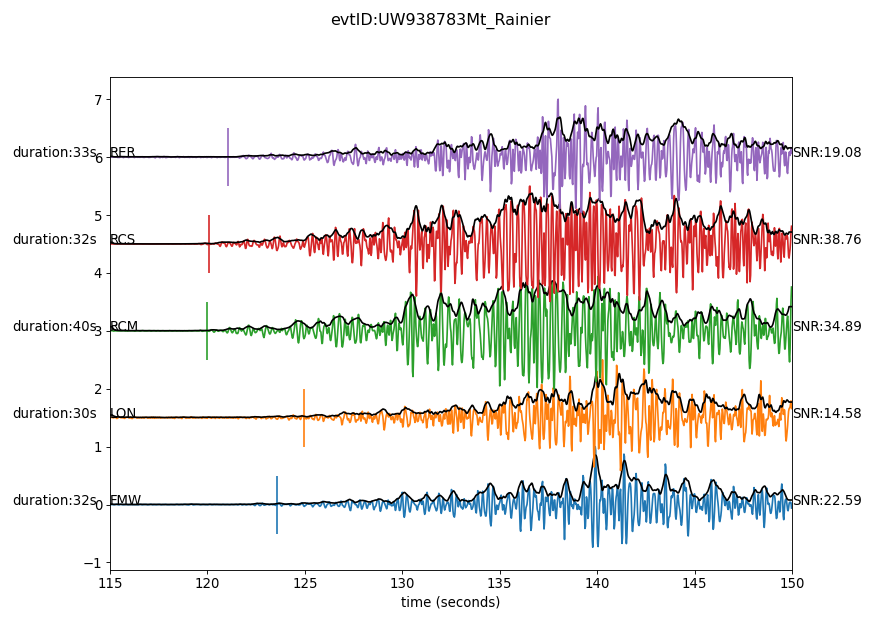 evtID:UW938783Mt_Rainier
7
duration:33s RER SNR:19.08
6
5
duration:32s RCS SNR:38.76
4
duration:40s RCM SNR:34.89
3
2
duration:30s LON SNR:14.58
1
duration:32s FMW SNR:22.59
0
−1
115 120 125 130 135 140 145 150
time (seconds)